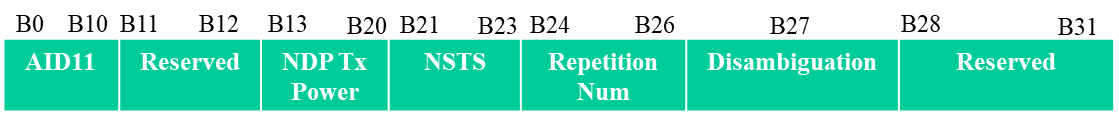 B0 B10 B11 B12 B13 B20 B21 B23 B24 B26 B27 B28 B31
AID11 Reserved NDP Tx NSTS Repetition Disambiguation Reserved
Power Num